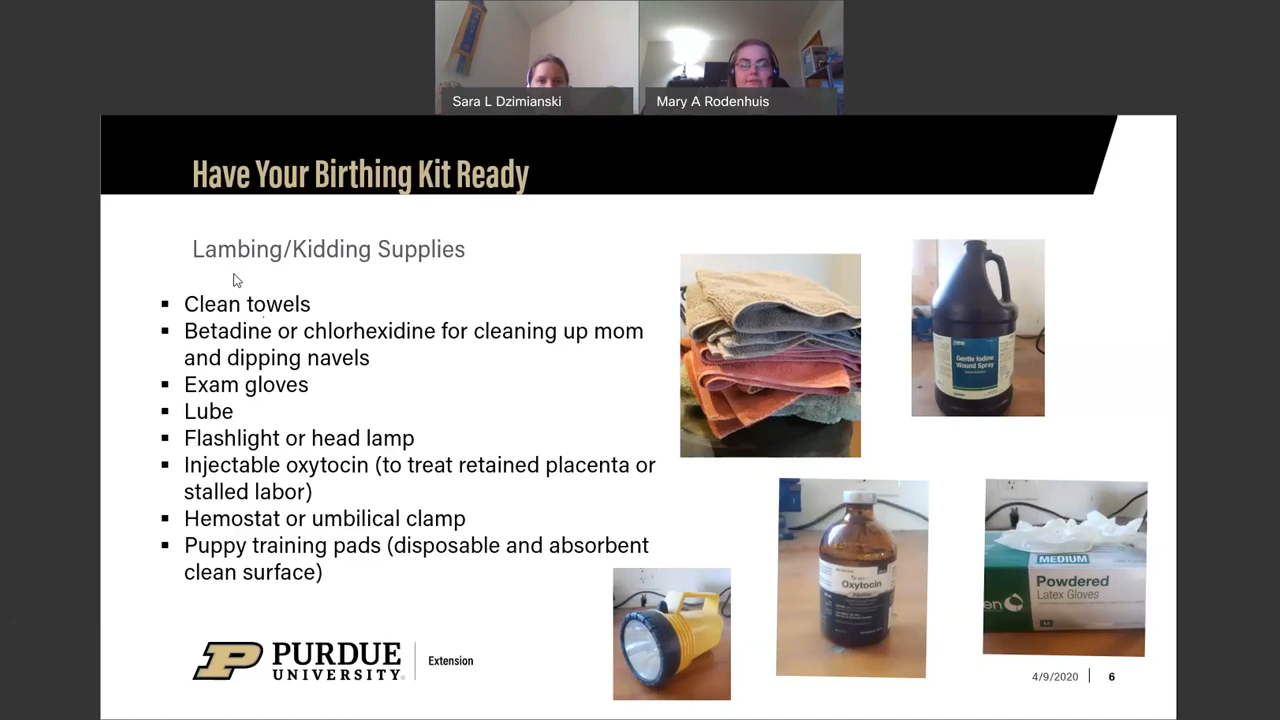 Sara L Dzimianski
Mary A Rodenhuis
Have Your Birthing Kit Ready
Lambing/Kidding Supplies
▪ Clean towels
▪ Betadine or chlorhexidine for cleaning up mom
and dipping navels
▪ Exam gloves
▪ Lube
▪ Flashlight or head lamp
▪ Injectable oxytocin (to treat retained placenta or
stalled labor)
▪ Hemostat or umbilical clamp
▪ Puppy training pads (disposable and absorbent
clean surface)
Gentle Iodine
Wound Spray
Oxytocin
MEDIUM
Powdered
Latex Gloves
en
PURDUE
UNIVERSITY
Extension
4/9/2020
6